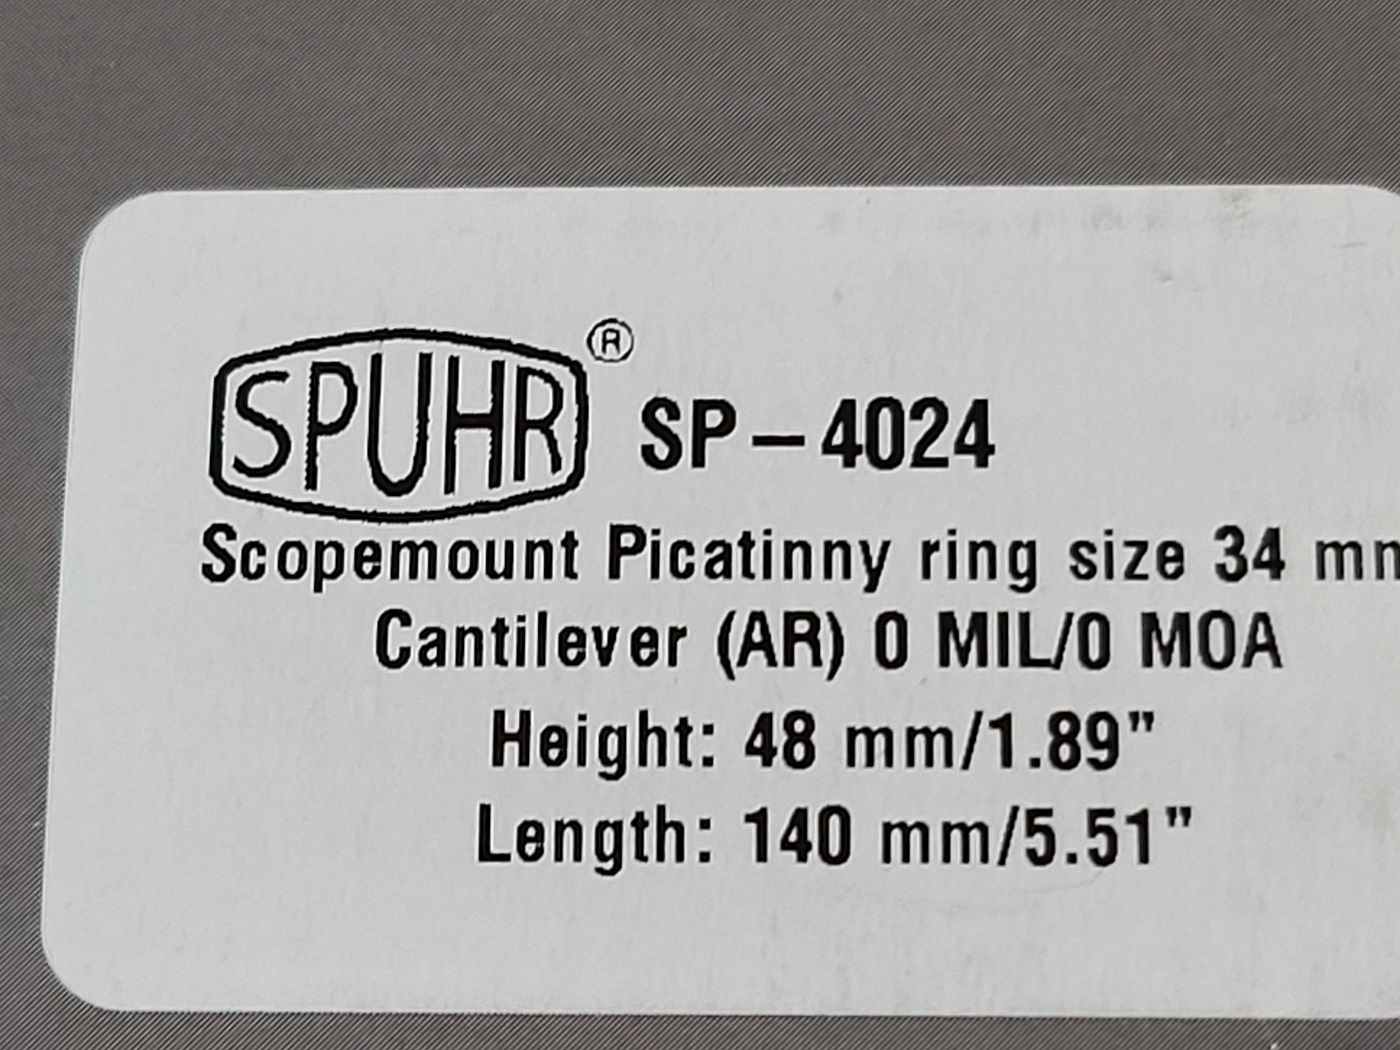 SPUHR® SP-4024
Scopemount Picatinny ring size 34 mm
Cantilever (AR) 0 MIL/0 MOA
Height: 48 mm/1.89"
Length: 140 mm/5.51"